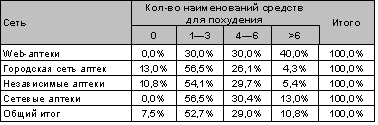 Сеть Кол-во наименований средств для похудения Итого
0 1—3 4—6 >6
Web-аптеки 0,0% 30,0% 30,0% 40,0% 100,0%
Городская сеть аптек 13,0% 56,5% 26,1% 4,3% 100,0%
Независимые аптеки 10,8% 54,1% 29,7% 5,4% 100,0%
Сетевые аптеки 0,0% 56,5% 30,4% 13,0% 100,0%
Общий итог 7,5% 52,7% 29,0% 10,8% 100,0%